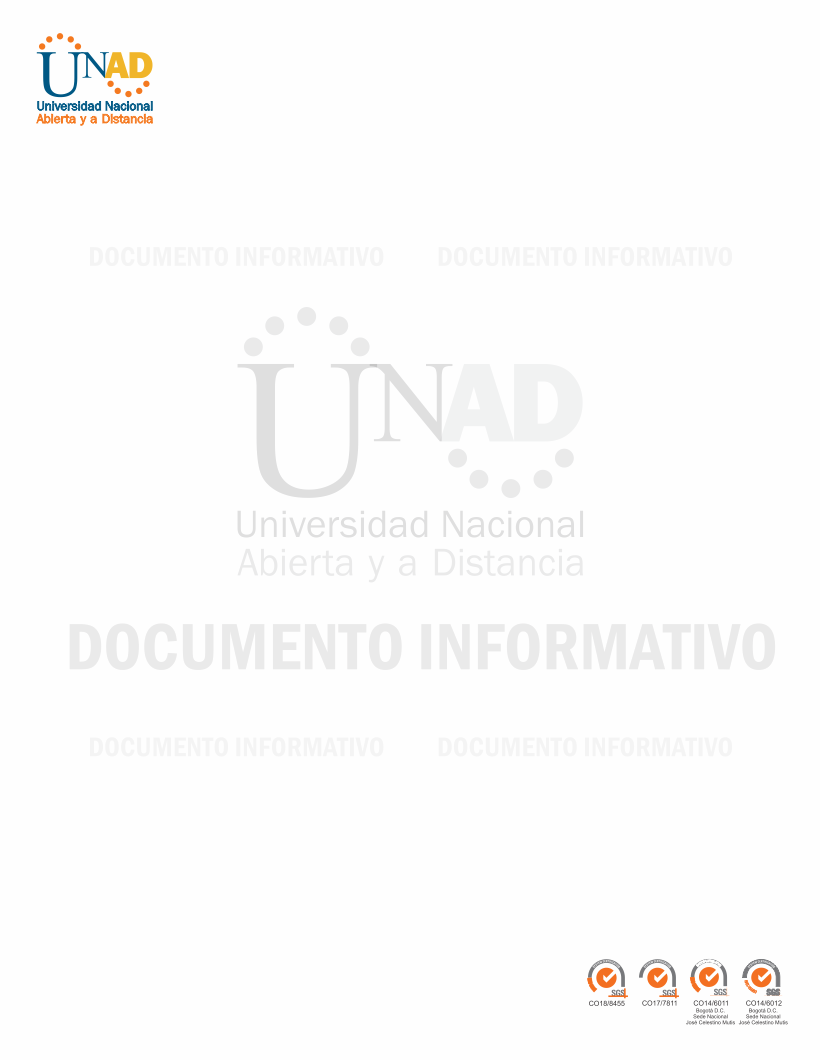 UNAD
Universidad Nacional
Abierta y a Distancia
DOCUMENTO INFORMATIVO DOCUMENTO INFORMATIVO
UNAD
Universidad Nacional
Abierta y a Distancia
DOCUMENTO INFORMATIVO
DOCUMENTO INFORMATIVO DOCUMENTO INFORMATIVO
SGS SGS SGS SGS
CO18/8455 CO17/7811 CO14/6011 CO14/6012
Bogotá D.C. Bogotá D.C.
Sede Nacional Sede Nacional
José Celestino Mutis José Celestino Mutis